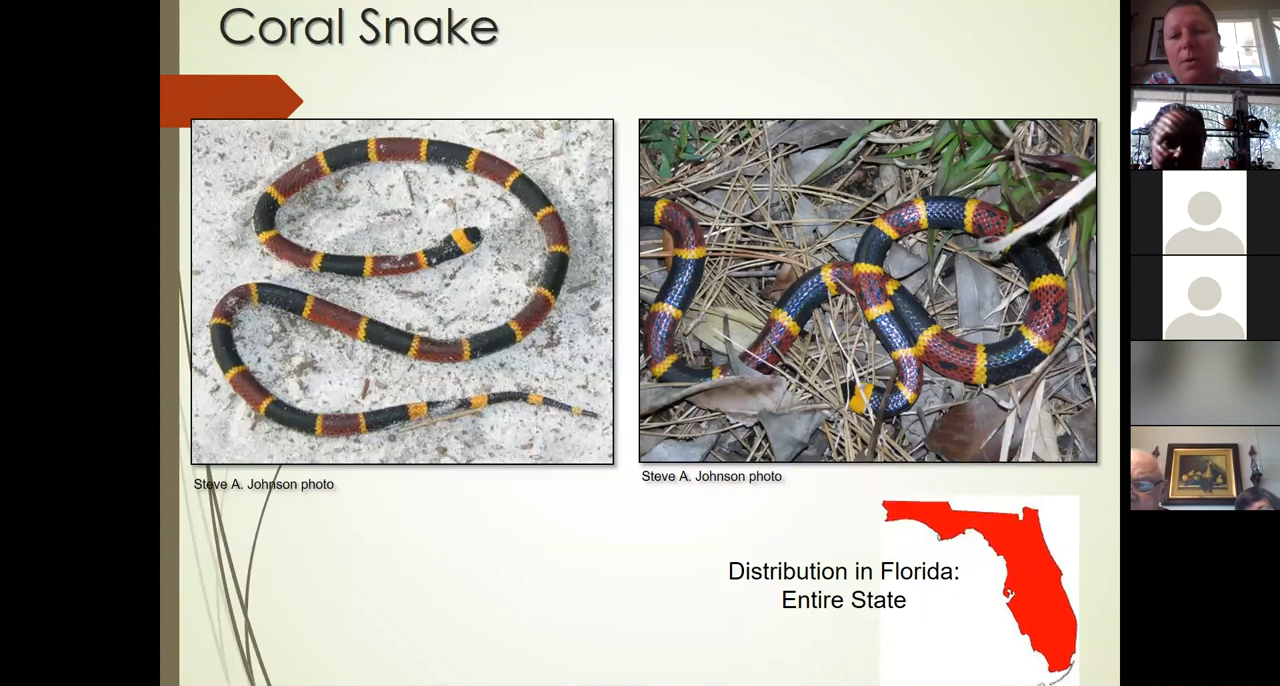 Coral Snake
Steve A. Johnson photo
Steve A. Johnson photo
Distribution in Florida:
Entire State